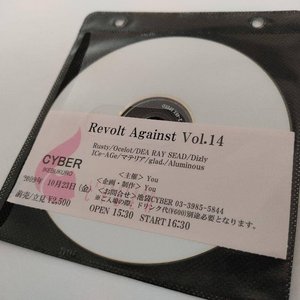 Revolt Against Vol.14
Rusty/Ocelot/DEA RAY SEAD/Dizly
ICe-AGe/マテリア/glad./Aluminous
CYBER
IKEBUKURO
<主催> You
<企画・制作> You
<お問合せ> 池袋CYBER 03-3985-5844
2009年 10月23日(金)
※ご入場の際、ドリンク代(¥600)別途必要となります。
前売/立見 ¥2,500
OPEN 15:30 START 16:30